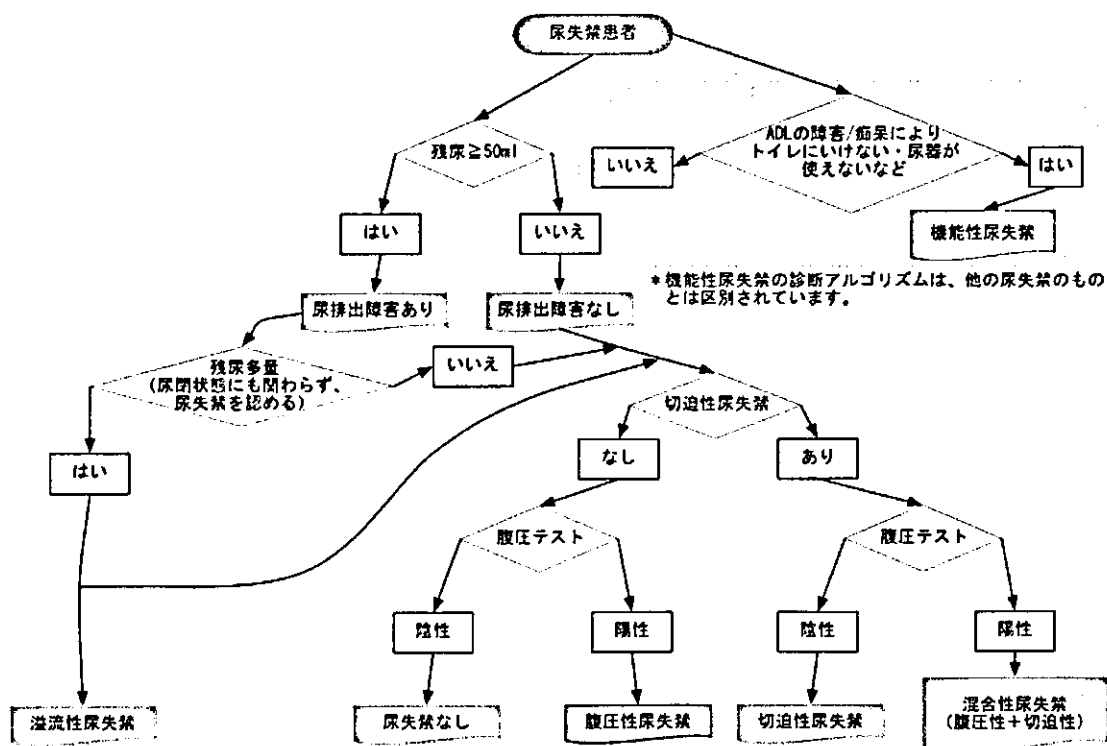 尿失禁患者
ADLの障害/痴呆により
トイレにいけない・尿器が
使えないなど
残尿≧50ml
いいえ
はい
はい
いいえ
機能性尿失禁
*機能性尿失禁の診断アルゴリズムは、他の尿失禁のもの
とは区別されています。
尿排出障害あり
尿排出障害なし
いいえ
残尿多量
(尿閉状態にも関わらず、
尿失禁を認める)
切迫性尿失禁
はい
なし
あり
腹圧テスト
腹圧テスト
陰性
陽性
陰性
陽性
溢流性尿失禁
尿失禁なし
腹圧性尿失禁
切迫性尿失禁
混合性尿失禁
(腹圧性+切迫性)